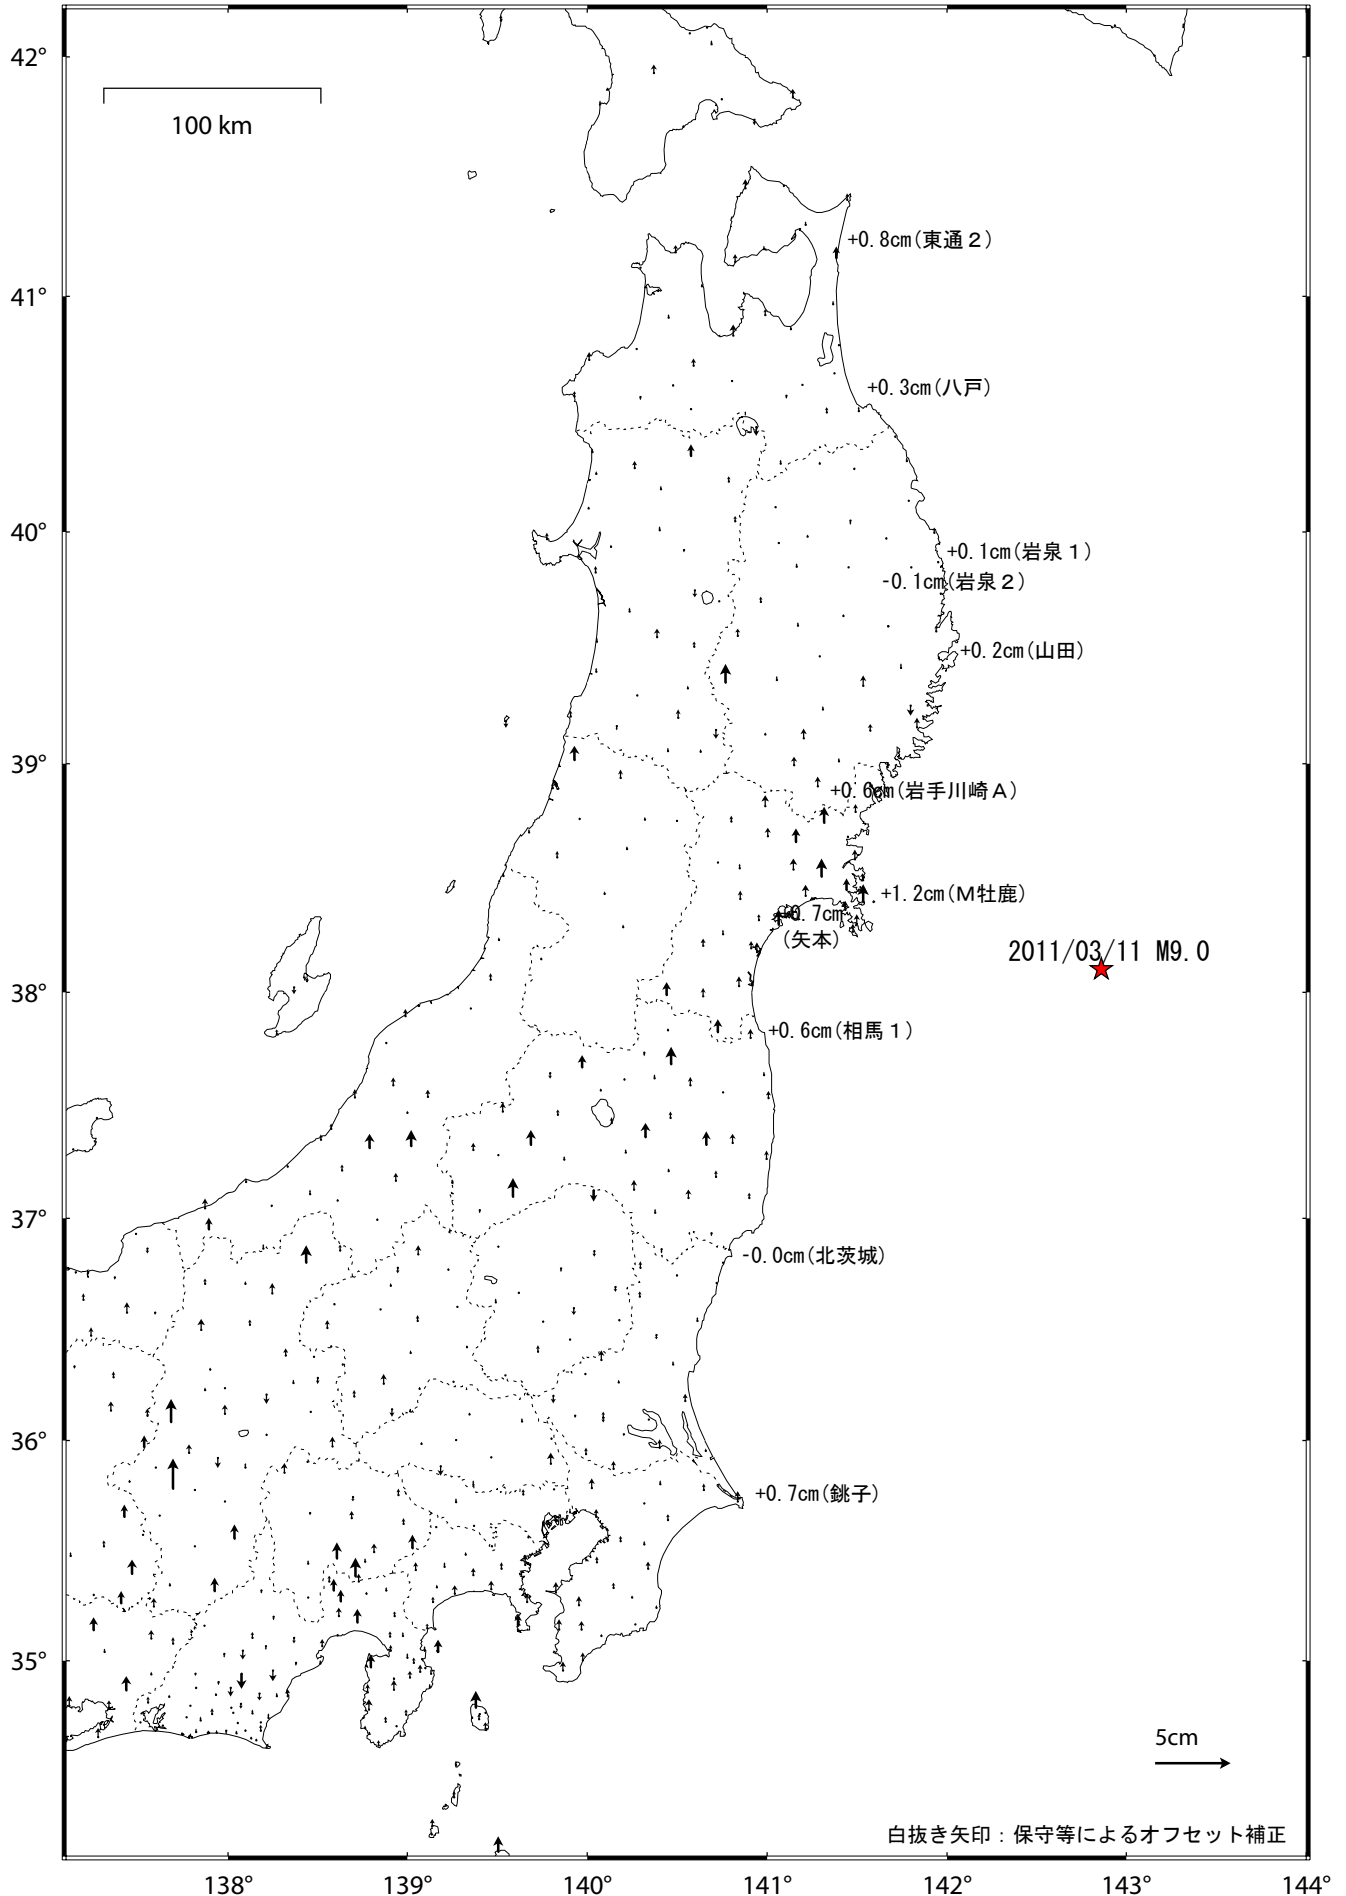 42°
100 km
+0.8cm(東通２)
41°
+0.3cm(八戸)
40°
+0.1cm(岩泉１)
-0.1cm(岩泉２)
+0.2cm(山田)
39°
+0.6cm(岩手川崎Ａ)
+1.2cm(Ｍ牡鹿)
+0.7cm
(矢本)
2011/03/11 M9.0
38°
+0.6cm(相馬１)
37°
-0.0cm(北茨城)
36°
+0.7cm(銚子)
35°
5cm
白抜き矢印：保守等によるオフセット補正
138°
139°
140°
141°
142°
143°
144°